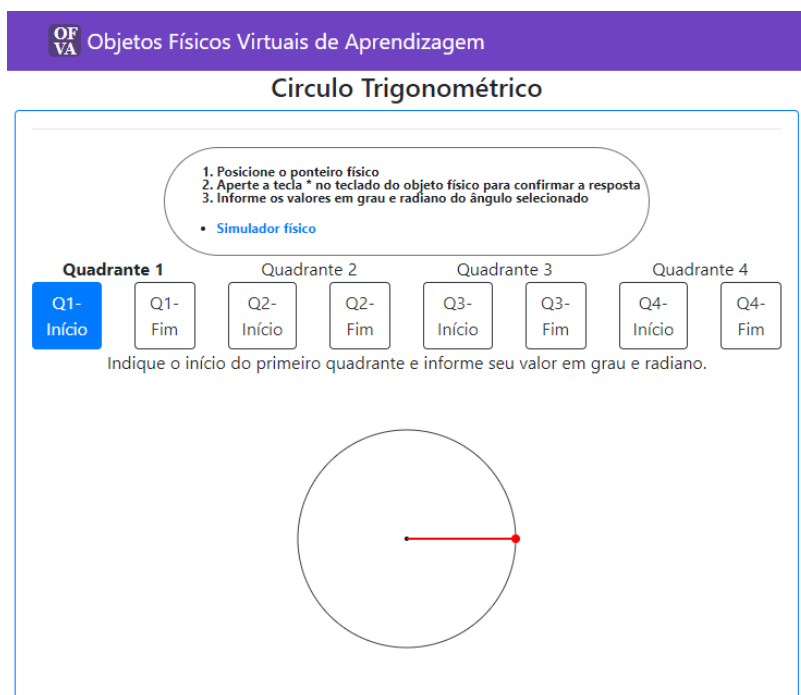 OF
VA Objetos Físicos Virtuais de Aprendizagem
Circulo Trigonométrico
1. Posicione o ponteiro físico
2. Aperte a tecla * no teclado do objeto físico para confirmar a resposta
3. Informe os valores em grau e radiano do ângulo selecionado
• Simulador físico
Quadrante 1 Quadrante 2 Quadrante 3 Quadrante 4
Q1- Q1- Q2- Q2- Q3- Q3- Q4- Q4-
Início Fim Início Fim Início Fim Início Fim
Indique o início do primeiro quadrante e informe seu valor em grau e radiano.